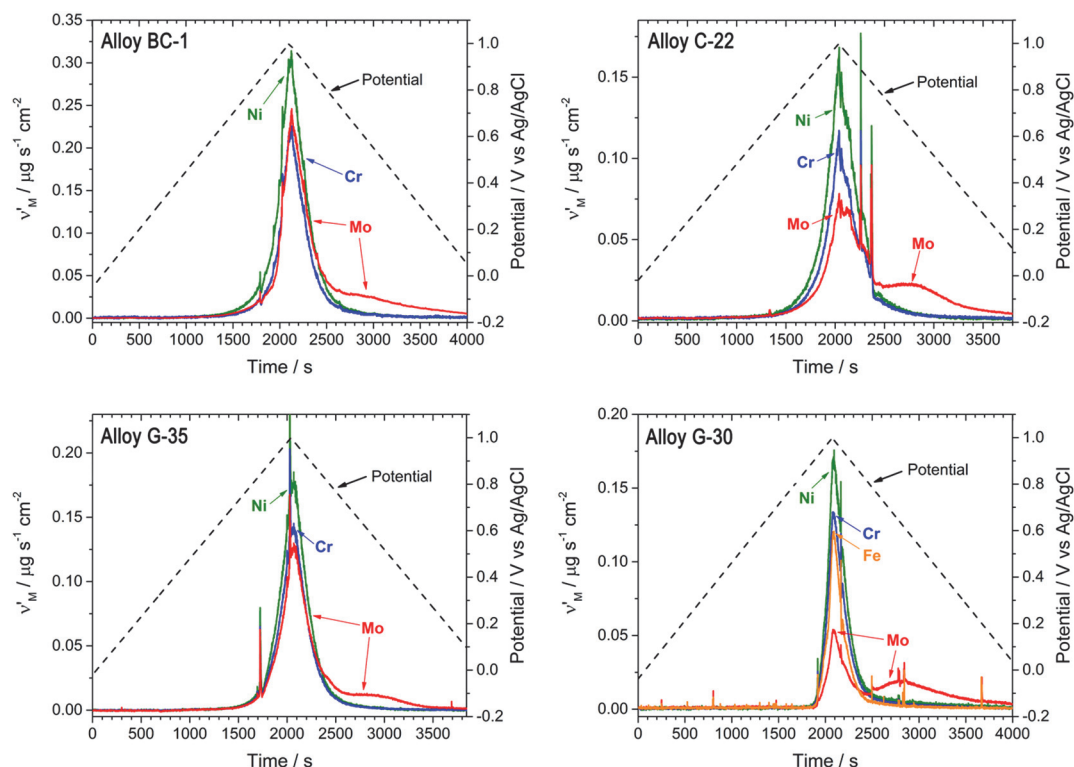 Alloy BC-1
0.35
0.30
0.25
0.20
0.15
0.10
0.05
0.00
ν'M / μg s⁻¹ cm⁻²
Ni
Cr
Mo
Potential
1.0
0.8
0.6
0.4
0.2
0.0
-0.2
Potential / V vs Ag/AgCl
0 500 1000 1500 2000 2500 3000 3500 4000
Time / s
Alloy C-22
0.15
0.10
0.05
0.00
ν'M / μg s⁻¹ cm⁻²
Ni
Cr
Mo
Mo
Potential
1.0
0.8
0.6
0.4
0.2
0.0
-0.2
Potential / V vs Ag/AgCl
0 500 1000 1500 2000 2500 3000 3500
Time / s
Alloy G-35
0.20
0.15
0.10
0.05
0.00
ν'M / μg s⁻¹ cm⁻²
Ni
Cr
Mo
Potential
1.0
0.8
0.6
0.4
0.2
0.0
-0.2
Potential / V vs Ag/AgCl
0 500 1000 1500 2000 2500 3000 3500
Time / s
Alloy G-30
0.20
0.15
0.10
0.05
0.00
ν'M / μg s⁻¹ cm⁻²
Ni
Cr
Fe
Mo
Potential
1.0
0.8
0.6
0.4
0.2
0.0
-0.2
Potential / V vs Ag/AgCl
0 500 1000 1500 2000 2500 3000 3500 4000
Time / s